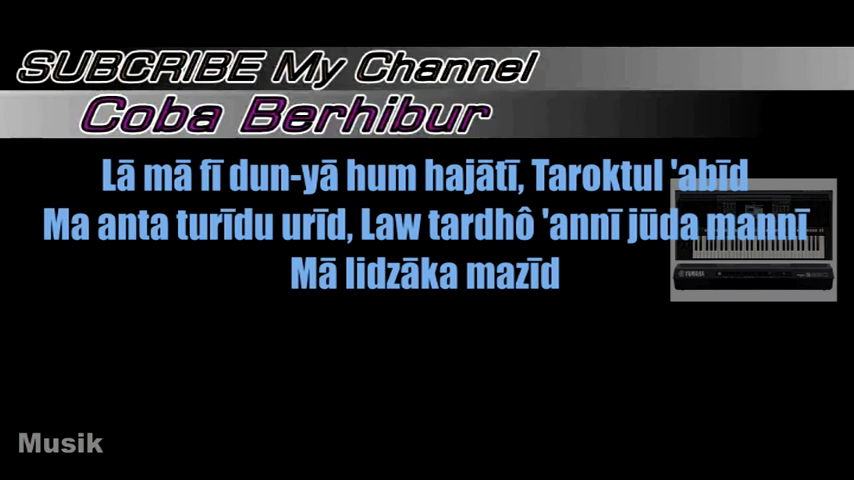 SUBCRIBE My Channel
Coba Berhibur
Lā mā fī dun-yā hum hajātī, Taroktul 'abīd
Ma anta turīdu urīd, Law tardhô 'annī jūda mannī
Mā lidzāka mazīd
YAMAHA
Musik